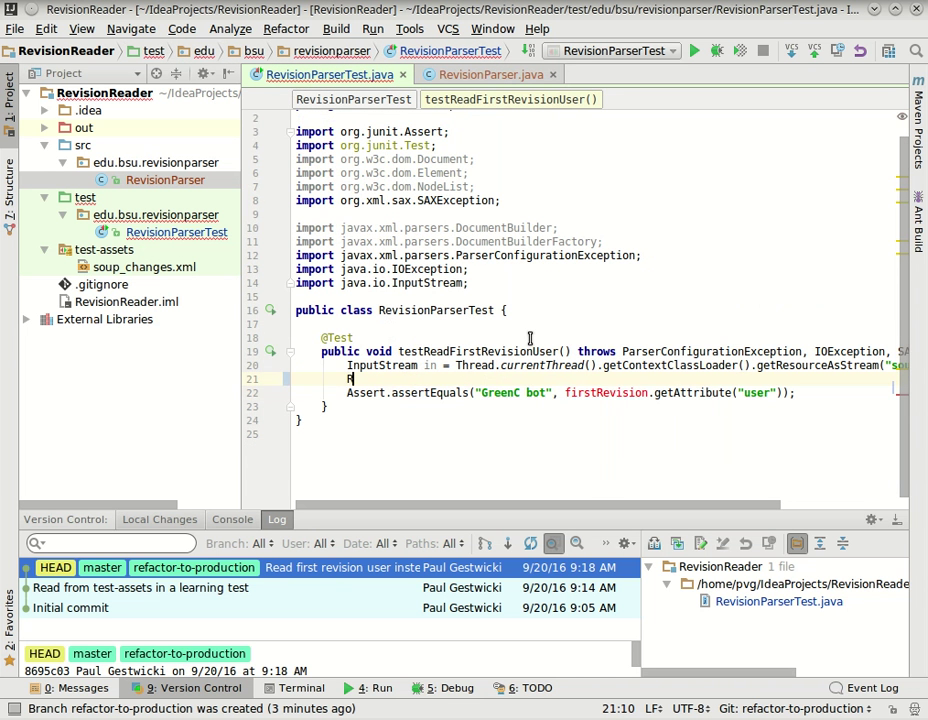 RevisionReader - [~/IdeaProjects/RevisionReader] - [RevisionReader] - ~/IdeaProjects/RevisionReader/test/edu/bsu/revisionparser/RevisionParserTest.java - I...
File Edit View Navigate Code Analyze Refactor Build Run Tools VCS Window Help
RevisionReader test edu bsu revisionparser RevisionParserTest RevisionParserTest
Project RevisionParserTest.java RevisionParser.java
RevisionParserTest testReadFirstRevisionUser()
1: Project
7: Structure
2: Favorites
RevisionReader ~/IdeaProjects/
.idea
out
src
edu.bsu.revisionparser
RevisionParser
test
edu.bsu.revisionparser
RevisionParserTest
test-assets
soup_changes.xml
.gitignore
RevisionReader.iml
External Libraries
2
3 import org.junit.Assert;
4 import org.junit.Test;
5 import org.w3c.dom.Document;
6 import org.w3c.dom.Element;
7 import org.w3c.dom.NodeList;
8 import org.xml.sax.SAXException;
9
10 import javax.xml.parsers.DocumentBuilder;
11 import javax.xml.parsers.DocumentBuilderFactory;
12 import javax.xml.parsers.ParserConfigurationException;
13 import java.io.IOException;
14 import java.io.InputStream;
15
16 public class RevisionParserTest {
17
18 @Test
19 public void testReadFirstRevisionUser() throws ParserConfigurationException, IOException, SA
20 InputStream in = Thread.currentThread().getContextClassLoader().getResourceAsStream("so
21 R
22 Assert.assertEquals("GreenC bot", firstRevision.getAttribute("user"));
23 }
24 }
25
Maven Projects
Ant Build
Version Control: Local Changes Console Log
Branch: All User: All Date: All Paths: All
HEAD master refactor-to-production Read first revision user inste Paul Gestwicki 9/20/16 9:18 AM
Read from test-assets in a learning test Paul Gestwicki 9/20/16 9:14 AM
Initial commit Paul Gestwicki 9/20/16 9:05 AM
HEAD master refactor-to-production
8695c03 Paul Gestwicki on 9/20/16 at 9:18 AM
RevisionReader 1 file
/home/pvg/IdeaProjects/RevisionReade
RevisionParserTest.java
0: Messages 9: Version Control Terminal 4: Run 5: Debug 6: TODO Event Log
Branch refactor-to-production was created (3 minutes ago) 21:10 LF UTF-8 Git: refactor-to-production